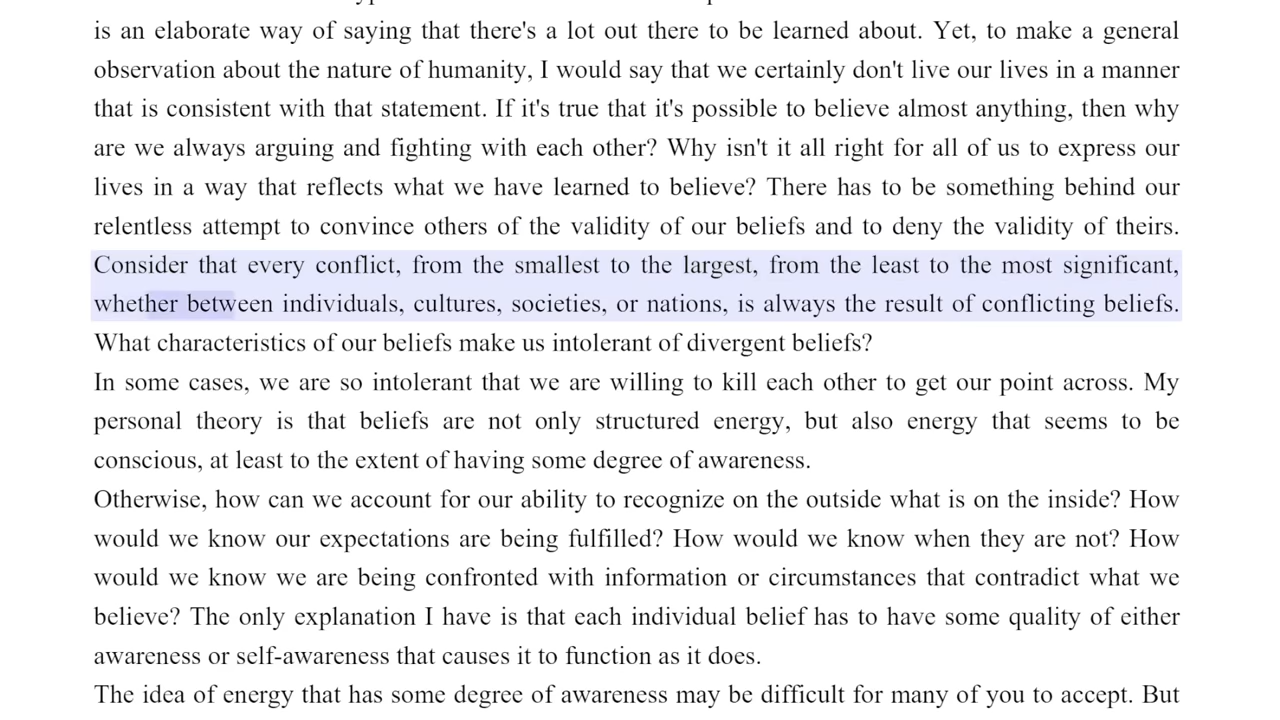 is an elaborate way of saying that there's a lot out there to be learned about. Yet, to make a general
observation about the nature of humanity, I would say that we certainly don't live our lives in a manner
that is consistent with that statement. If it's true that it's possible to believe almost anything, then why
are we always arguing and fighting with each other? Why isn't it all right for all of us to express our
lives in a way that reflects what we have learned to believe? There has to be something behind our
relentless attempt to convince others of the validity of our beliefs and to deny the validity of theirs.
Consider that every conflict, from the smallest to the largest, from the least to the most significant,
whether between individuals, cultures, societies, or nations, is always the result of conflicting beliefs.
What characteristics of our beliefs make us intolerant of divergent beliefs?
In some cases, we are so intolerant that we are willing to kill each other to get our point across. My
personal theory is that beliefs are not only structured energy, but also energy that seems to be
conscious, at least to the extent of having some degree of awareness.
Otherwise, how can we account for our ability to recognize on the outside what is on the inside? How
would we know our expectations are being fulfilled? How would we know when they are not? How
would we know we are being confronted with information or circumstances that contradict what we
believe? The only explanation I have is that each individual belief has to have some quality of either
awareness or self-awareness that causes it to function as it does.
The idea of energy that has some degree of awareness may be difficult for many of you to accept. But